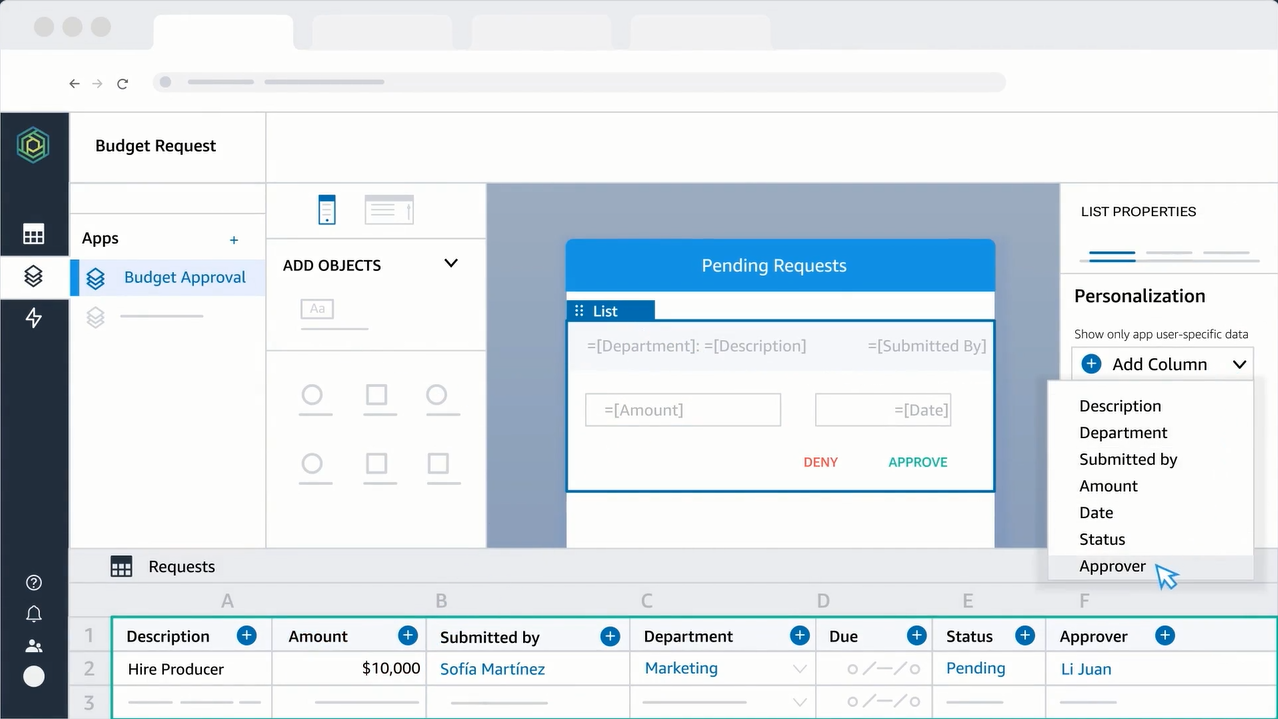 Budget Request
Apps +
Budget Approval
ADD OBJECTS
Aa
Pending Requests
List
=[Department]: =[Description] =[Submitted By]
=[Amount] =[Date]
DENY APPROVE
LIST PROPERTIES
Personalization
Show only app user-specific data
+ Add Column
Description
Department
Submitted by
Amount
Date
Status
Approver
Requests
A B C D E F
1 Description + Amount + Submitted by + Department + Due + Status + Approver +
2 Hire Producer $10,000 Sofía Martínez Marketing Pending Li Juan
3